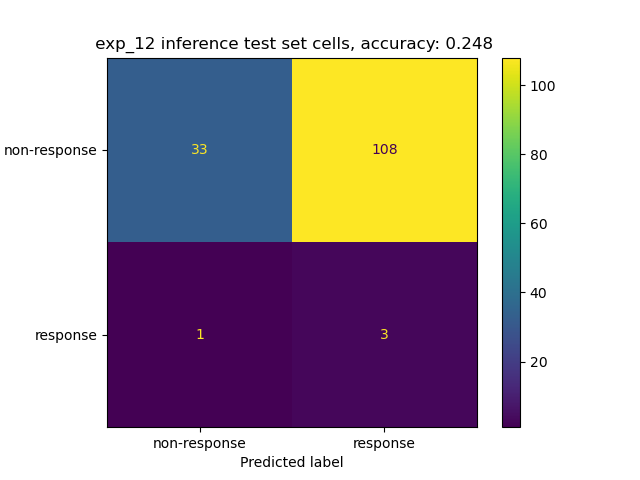 exp_12 inference test set cells, accuracy: 0.248
non-response
33
108
response
1
3
non-response
response
Predicted label
100
80
60
40
20